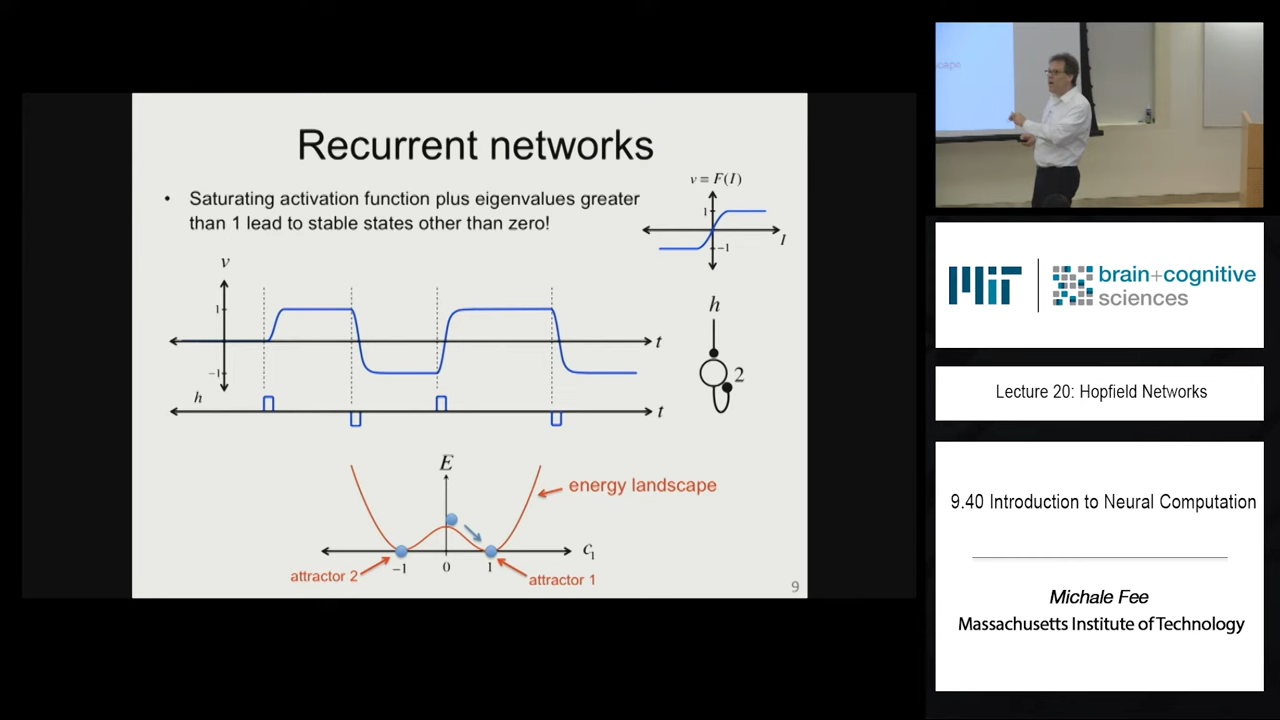 Recurrent networks
• Saturating activation function plus eigenvalues greater
than 1 lead to stable states other than zero!
v = F(I)
1
−1
I
v
1
−1
t
h
t
h
2
E
energy landscape
C₁
−1
0
1
attractor 2
attractor 1
9
scape
MIT
brain+cognitive
sciences
Lecture 20: Hopfield Networks
9.40 Introduction to Neural Computation
Michale Fee
Massachusetts Institute of Technology